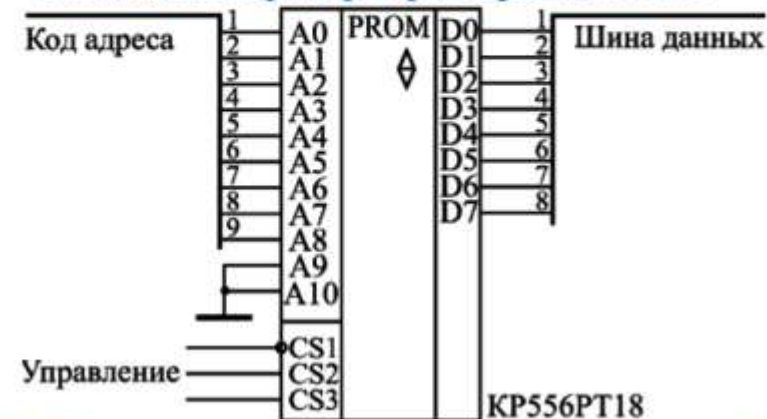 Код адреса
1
2
3
4
5
6
7
8
9
A0
A1
A2
A3
A4
A5
A6
A7
A8
A9
A10
Управление
CS1
CS2
CS3
PROM
D0
D1
D2
D3
D4
D5
D6
D7
1
2
3
4
5
6
7
8
Шина данных
КР556РТ18